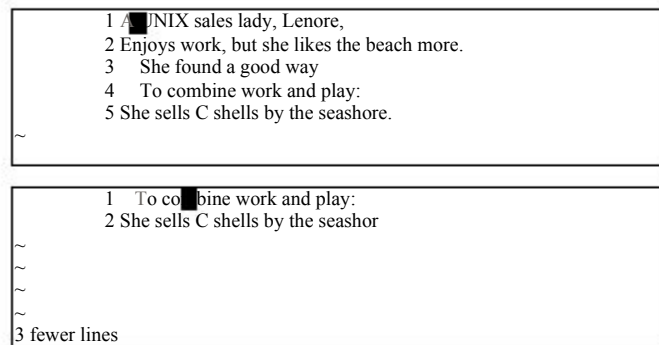 1 A UNIX sales lady, Lenore,
2 Enjoys work, but she likes the beach more.
3 She found a good way
4 To combine work and play:
5 She sells C shells by the seashore.
~
1 To combine work and play:
2 She sells C shells by the seashor
~
~
~
~
3 fewer lines